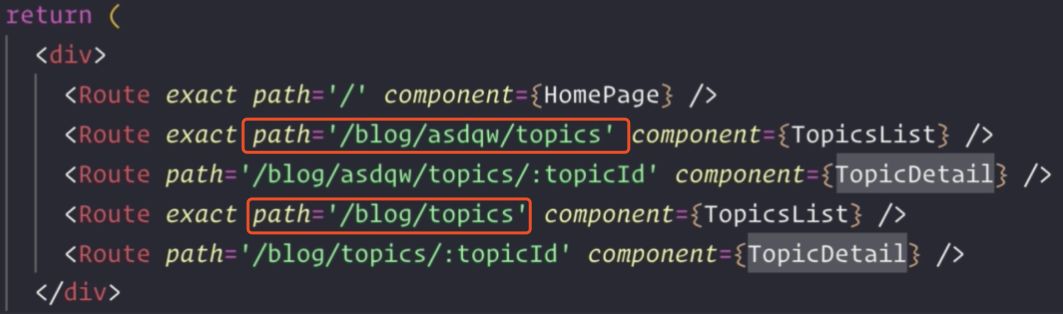 return (
<div>
<Route exact path='/' component={HomePage} />
<Route exact path='/blog/asdqw/topics' component={TopicsList} />
<Route path='/blog/asdqw/topics/:topicId' component={TopicDetail} />
<Route exact path='/blog/topics' component={TopicsList} />
<Route path='/blog/topics/:topicId' component={TopicDetail} />
</div>